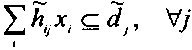 ∑ᵢ h̃ᵢⱼ xᵢ ⊆ d̃ⱼ, ∀j